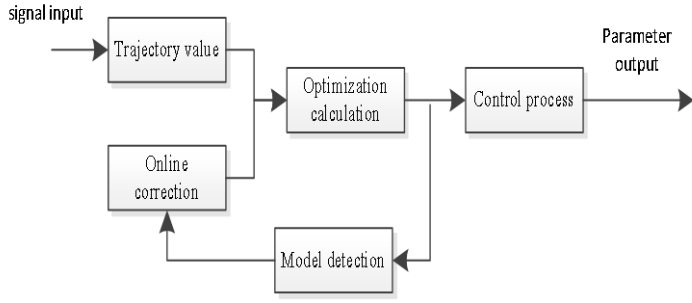 signal input
Trajectory value
Optimization
calculation
Control process
Parameter
output
Online
correction
Model detection